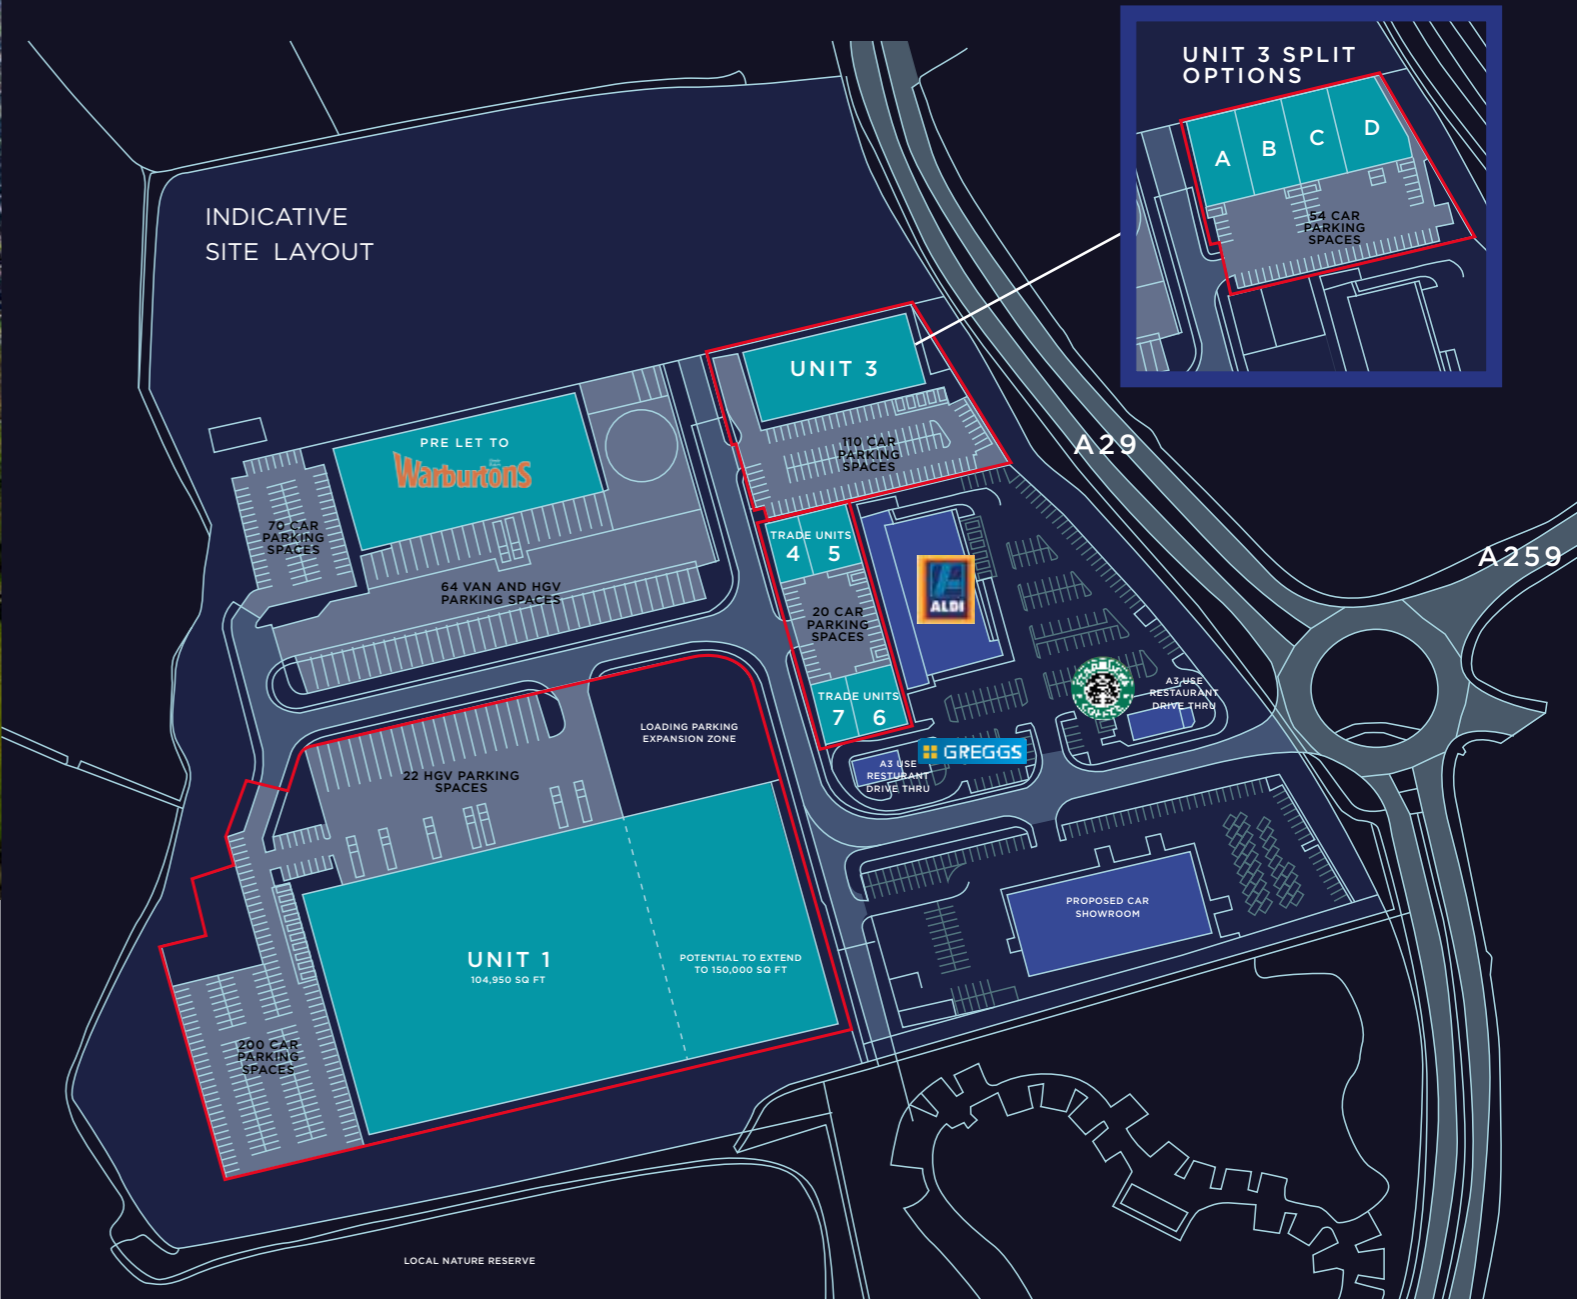 UNIT 3 SPLIT
OPTIONS
A
B
C
D
54 CAR
PARKING
SPACES
INDICATIVE
SITE LAYOUT
UNIT 3
110 CAR
PARKING
SPACES
A29
A259
PRE LET TO
Warburtons
70 CAR
PARKING
SPACES
64 VAN AND HGV
PARKING SPACES
TRADE UNITS
4 5
20 CAR
PARKING
SPACES
TRADE UNITS
7 6
ALDI
A3 USE
RESTAURANT
DRIVE THRU
COFFEE
GREGGS
A3 USE
RESTURANT
DRIVE THRU
LOADING PARKING
EXPANSION ZONE
22 HGV PARKING
SPACES
UNIT 1
104,950 SQ FT
POTENTIAL TO EXTEND
TO 150,000 SQ FT
PROPOSED CAR
SHOWROOM
200 CAR
PARKING
SPACES
LOCAL NATURE RESERVE